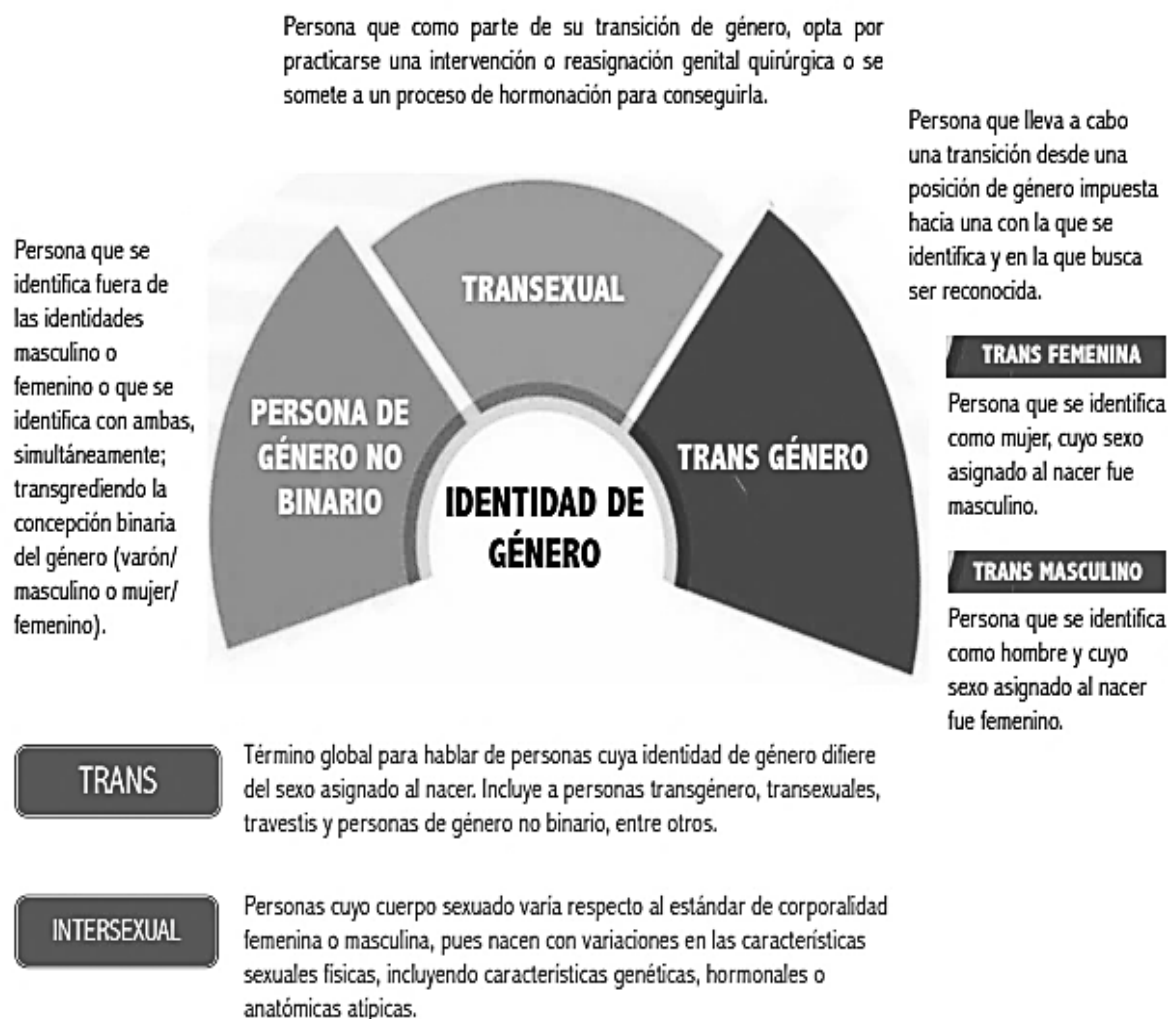 Persona que como parte de su transición de género, opta por
practicarse una intervención o reasignación genital quirúrgica o se
somete a un proceso de hormonación para conseguirla.
Persona que lleva a cabo
una transición desde una
posición de género impuesta
hacia una con la que se
identifica y en la que busca
ser reconocida.
Persona que se
identifica fuera de
las identidades
masculino o
femenino o que se
identifica con ambas,
simultáneamente;
transgrediendo la
concepción binaria
del género (varón/
masculino o mujer/
femenino).
TRANSEXUAL
PERSONA DE
GÉNERO NO
BINARIO
TRANS GÉNERO
IDENTIDAD DE
GÉNERO
TRANS FEMENINA
Persona que se identifica
como mujer, cuyo sexo
asignado al nacer fue
masculino.
TRANS MASCULINO
Persona que se identifica
como hombre y cuyo
sexo asignado al nacer
fue femenino.
TRANS
Término global para hablar de personas cuya identidad de género difiere
del sexo asignado al nacer. Incluye a personas transgénero, transexuales,
travestis y personas de género no binario, entre otros.
INTERSEXUAL
Personas cuyo cuerpo sexuado varía respecto al estándar de corporalidad
femenina o masculina, pues nacen con variaciones en las características
sexuales físicas, incluyendo características genéticas, hormonales o
anatómicas atípicas.